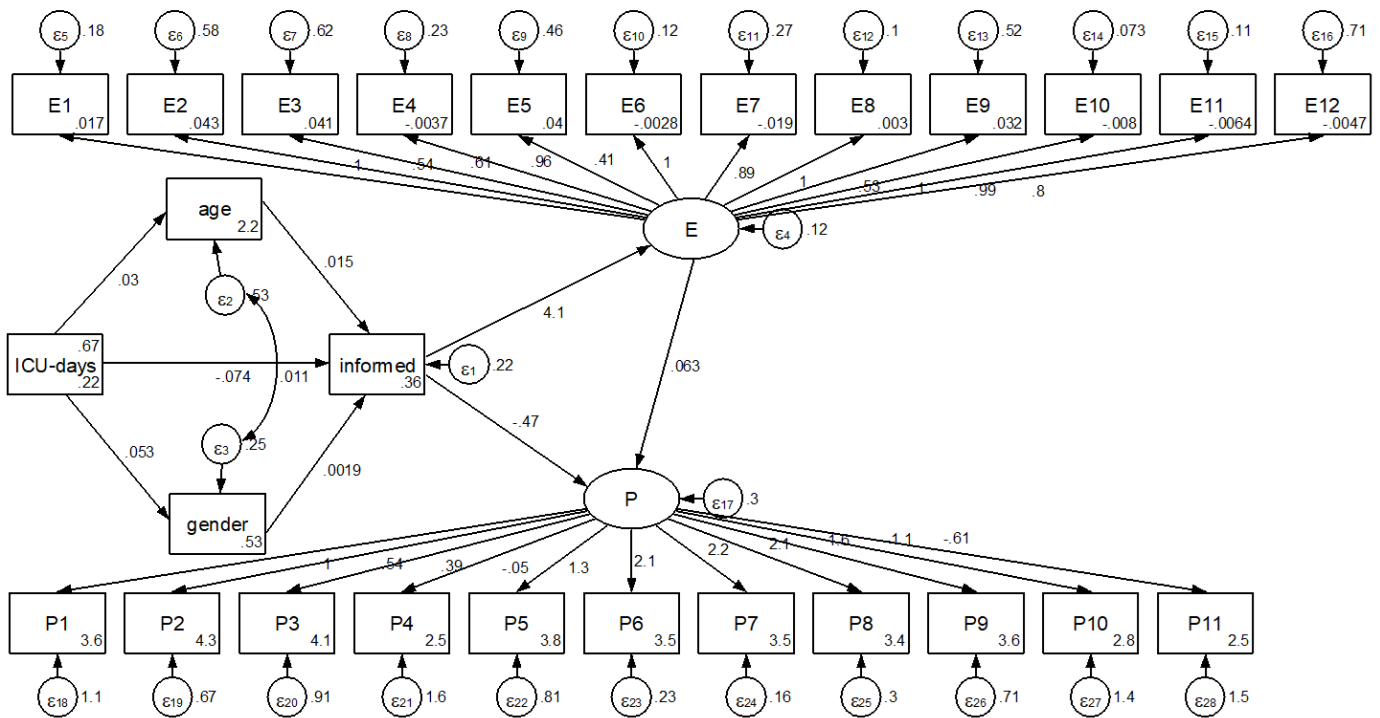 ε5 .18 ε6 .58 ε7 .62 ε8 .23 ε9 .46 ε10 .12 ε11 .27 ε12 .1 ε13 .52 ε14 .073 ε15 .11 ε16 .71
E1 E2 E3 E4 E5 E6 E7 E8 E9 E10 E11 E12
.017 .043 .041 -.0037 .04 -.0028 -.019 .003 .032 -.008 -.0064 -.0047
1 .54 .61 .96 .41 1 .89 1 .53 1 .99 .8
age
2.2
E
ε4 .12
.03
.015
ε2 .53
4.1
.67
ICU-days
.22
-.074
.011
informed
.36
ε1 .22
.063
-.47
.053
ε3 .25
.0019
gender
.53
P
ε17 .3
1 .54 .39 -.05 1.3 2.1 2.2 2.1 1.6 1.1 -.61
P1 P2 P3 P4 P5 P6 P7 P8 P9 P10 P11
3.6 4.3 4.1 2.5 3.8 3.5 3.5 3.4 3.6 2.8 2.5
ε18 1.1 ε19 .67 ε20 .91 ε21 1.6 ε22 .81 ε23 .23 ε24 .16 ε25 .3 ε26 .71 ε27 1.4 ε28 1.5